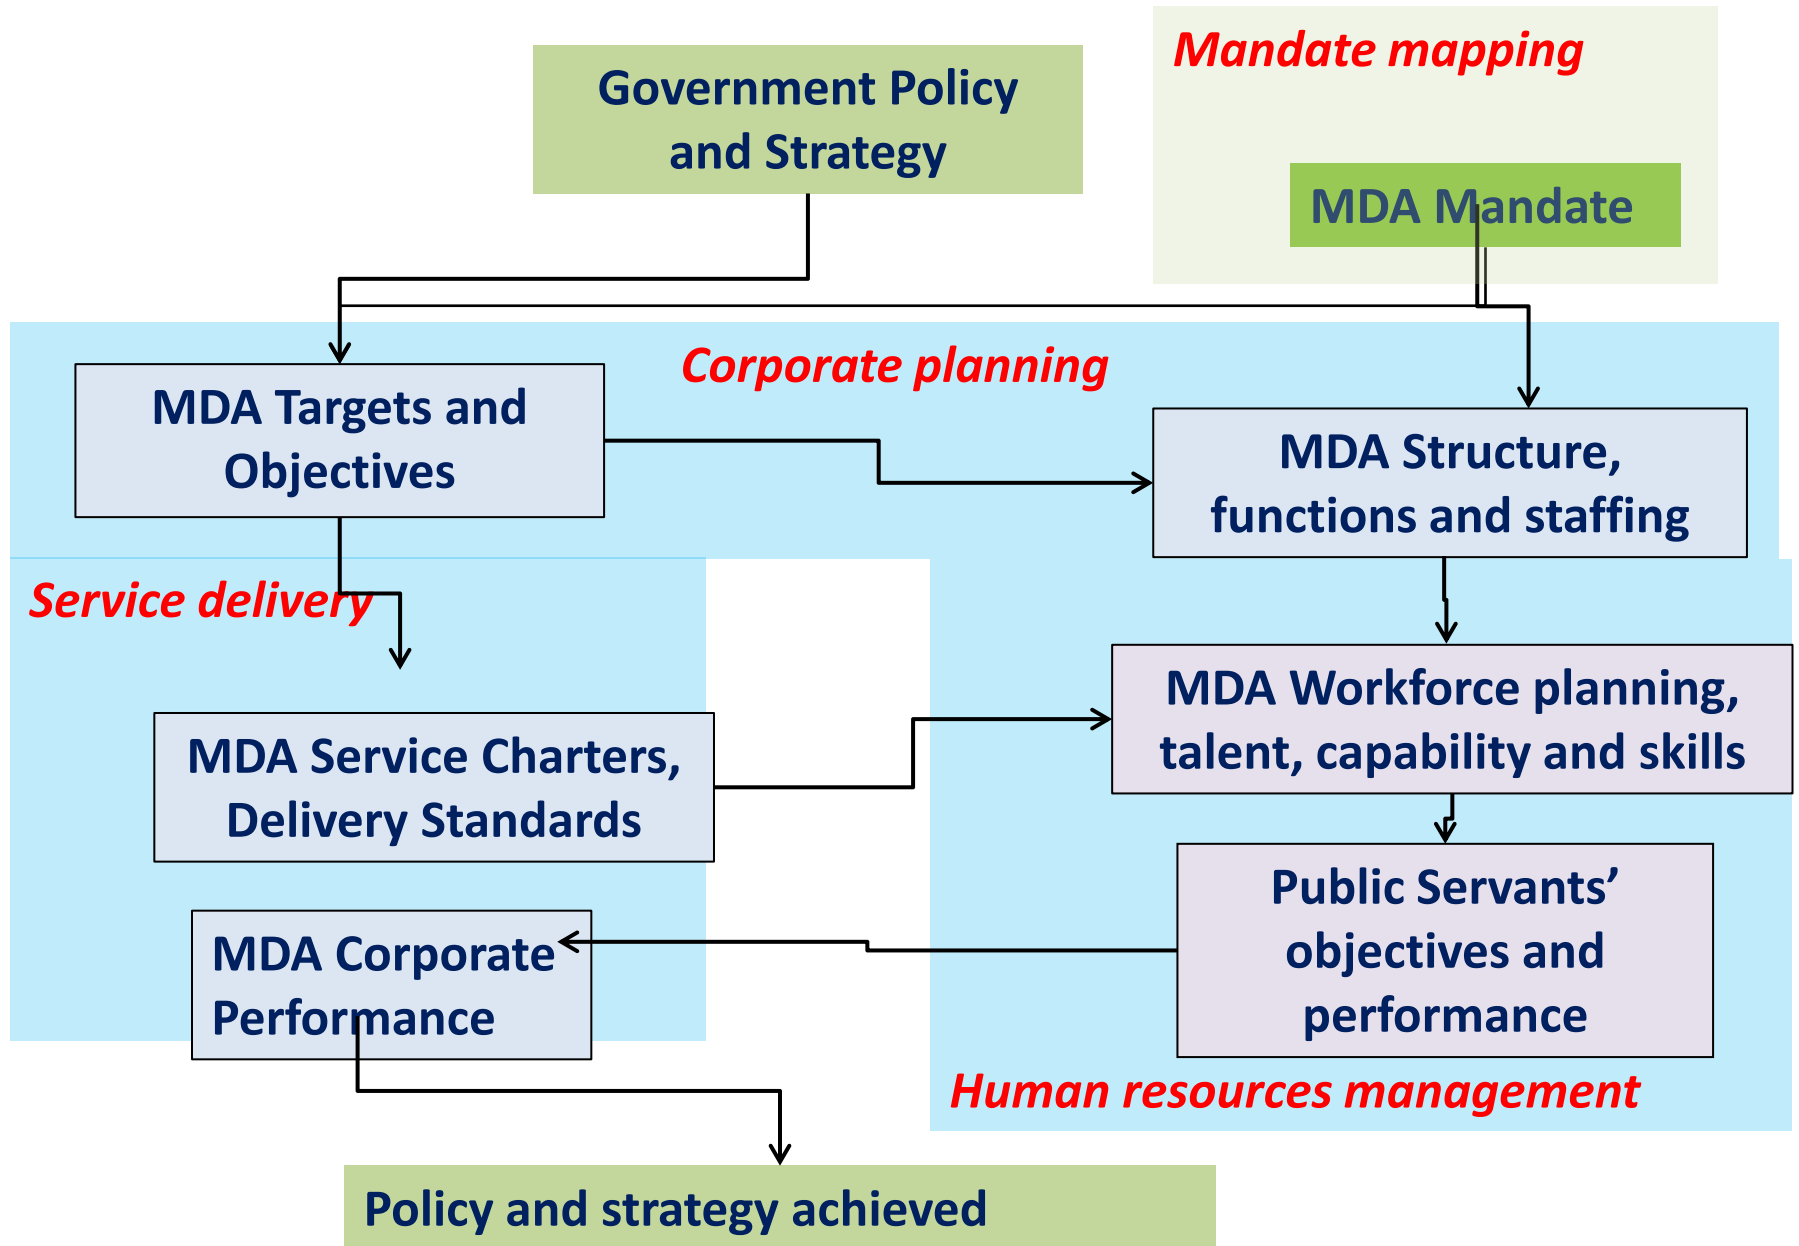 Mandate mapping
Government Policy
and Strategy
MDA Mandate
Corporate planning
MDA Targets and
Objectives
MDA Structure,
functions and staffing
Service delivery
MDA Workforce planning,
talent, capability and skills
MDA Service Charters,
Delivery Standards
Public Servants’
objectives and
performance
MDA Corporate
Performance
Human resources management
Policy and strategy achieved